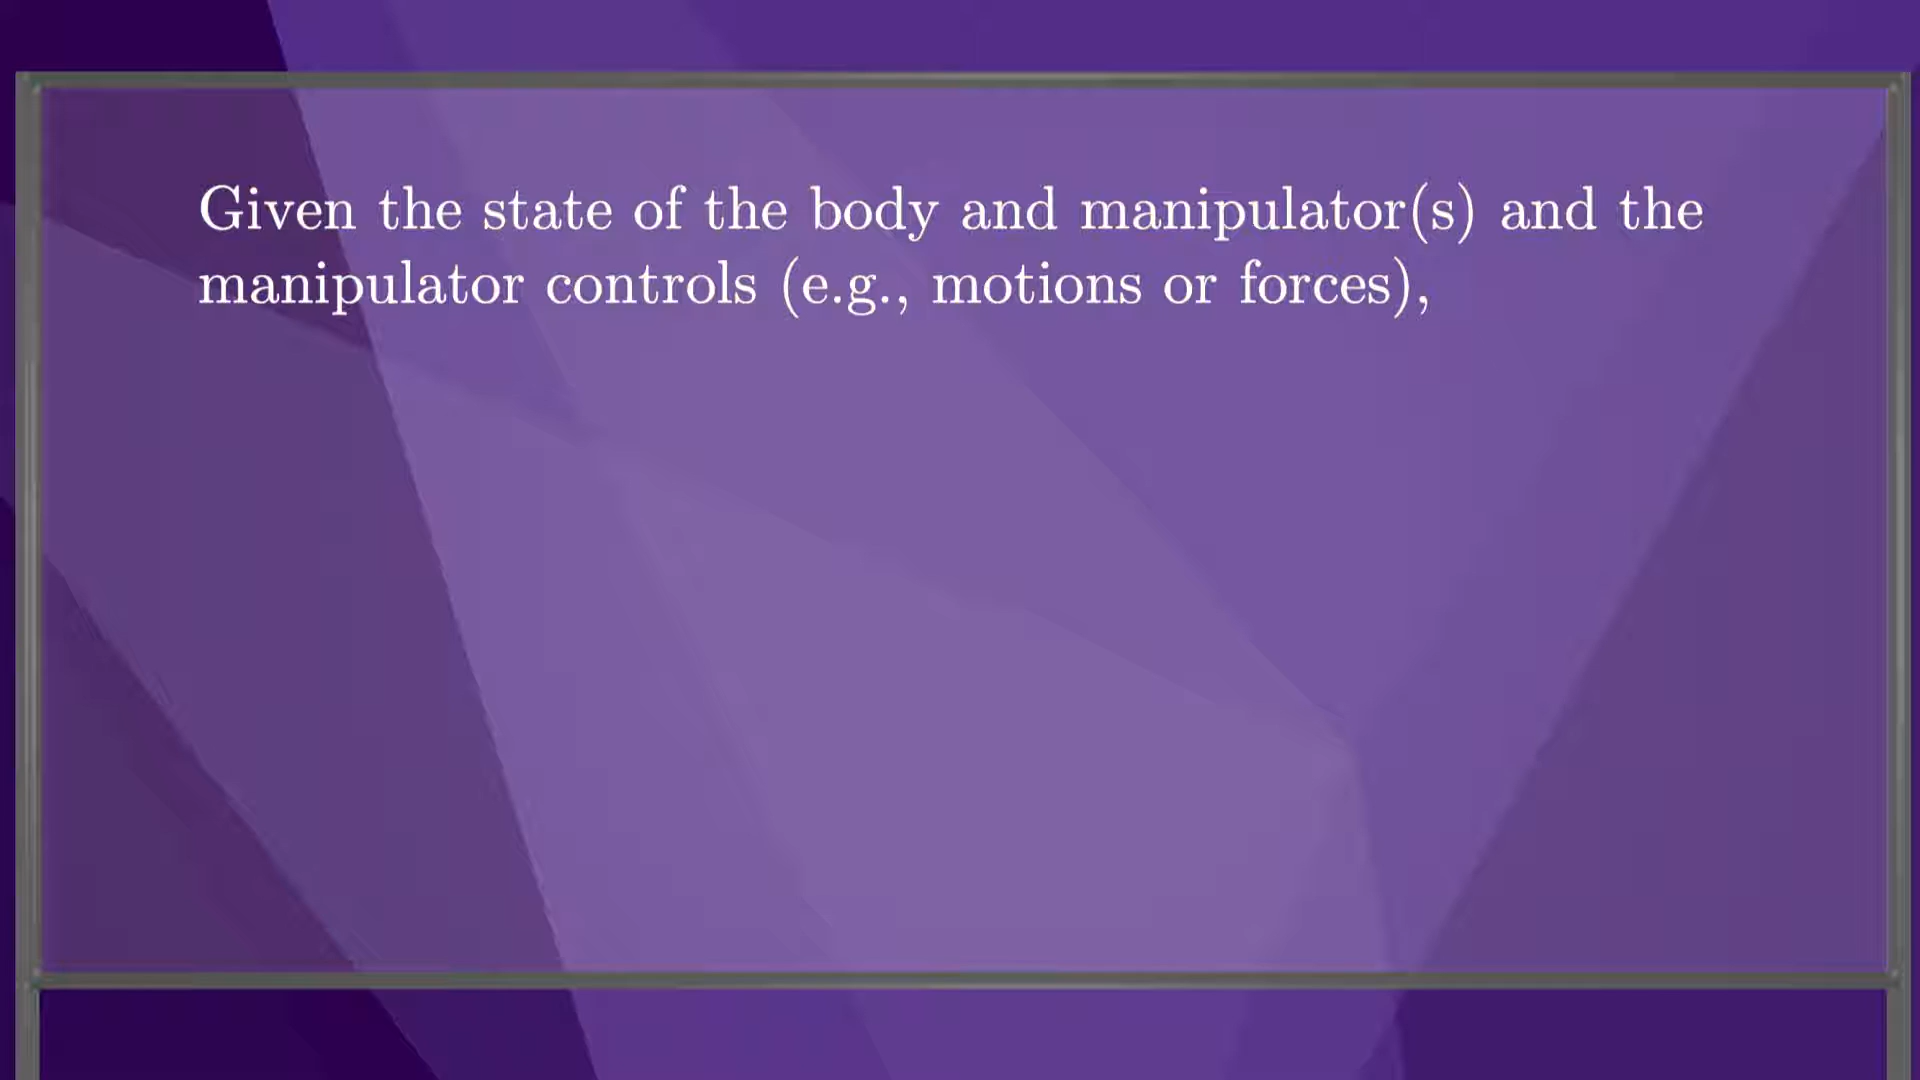 Given the state of the body and manipulator(s) and the
manipulator controls (e.g., motions or forces),